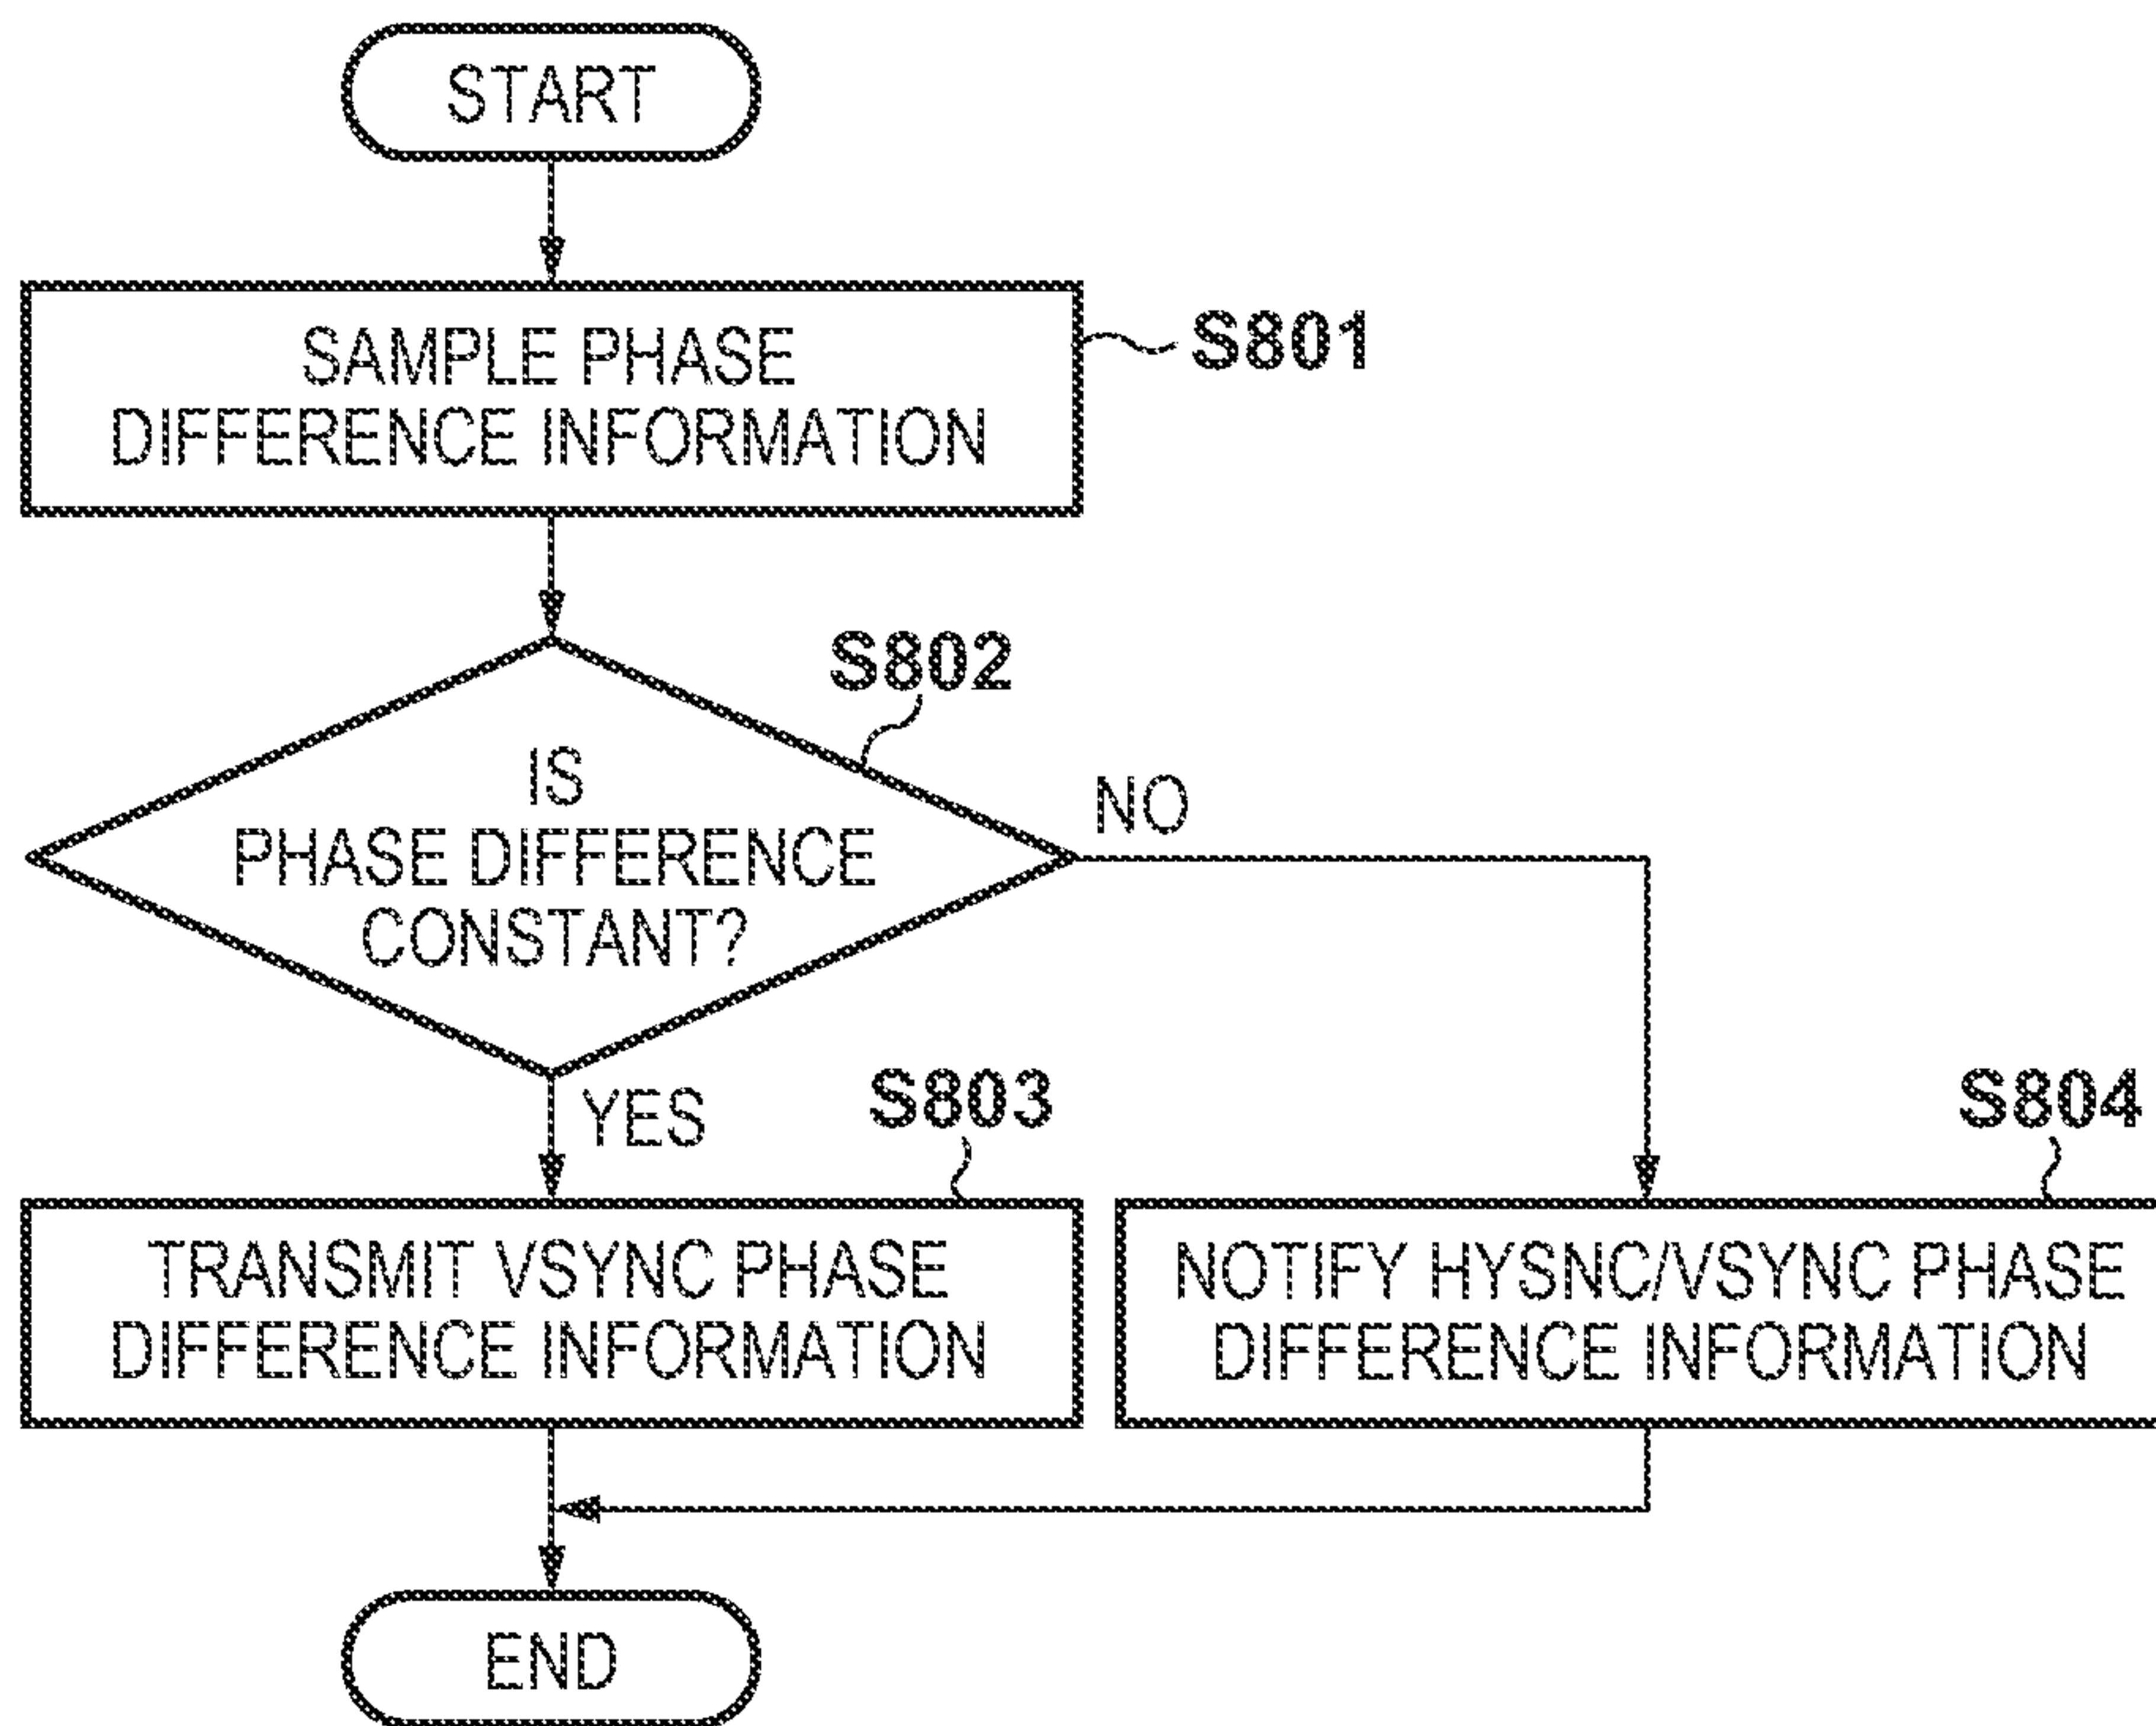 START
SAMPLE PHASE
DIFFERENCE INFORMATION
S801
S802
IS
PHASE DIFFERENCE
CONSTANT?
NO
YES
S803
TRANSMIT VSYNC PHASE
DIFFERENCE INFORMATION
S804
NOTIFY HYSNC/VSYNC PHASE
DIFFERENCE INFORMATION
END